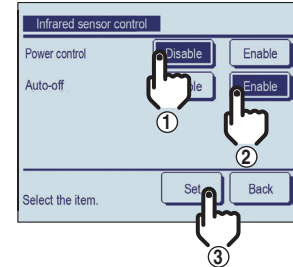 Infrared sensor control
Power control Disable Enable
Auto-off Enable
① ②
Select the item. Set Back
③